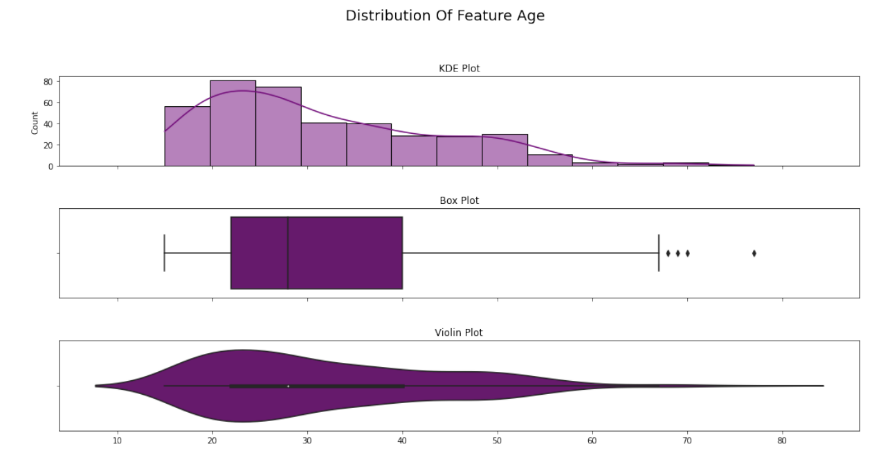 Distribution Of Feature Age
KDE Plot
80
60
40
20
0
Count
Box Plot
Violin Plot
10 20 30 40 50 60 70 80